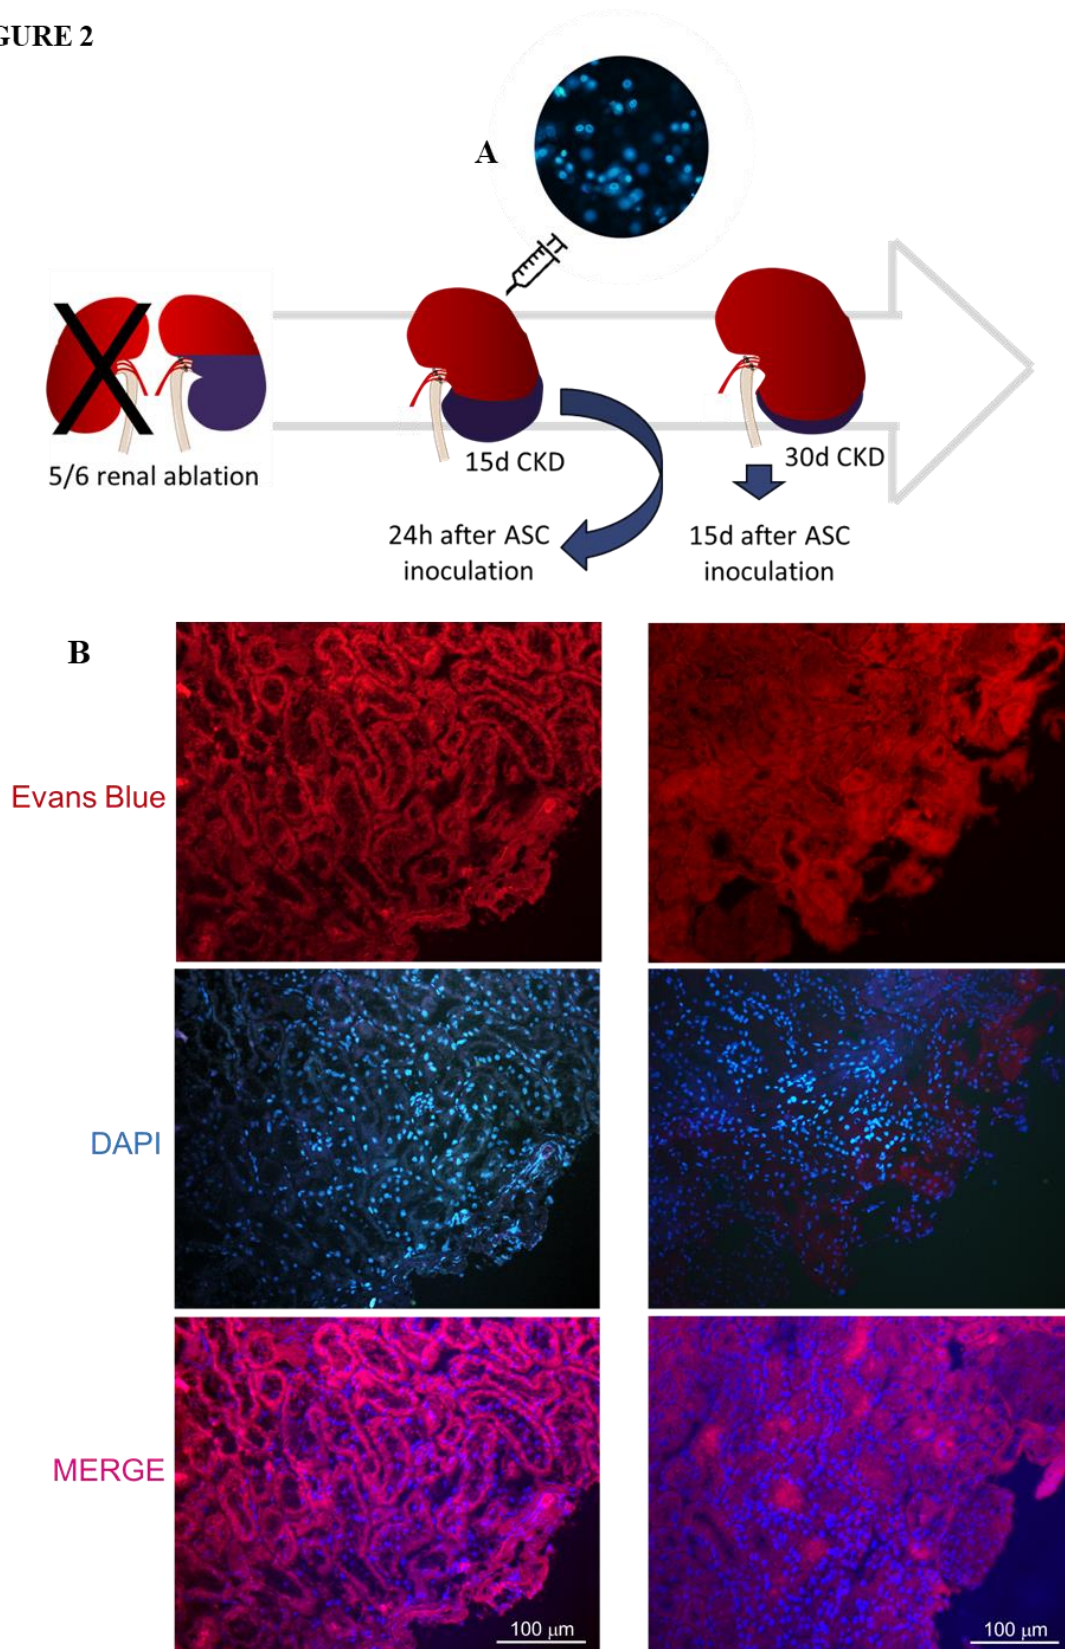 GURE 2
A
5/6 renal ablation
15d CKD
30d CKD
24h after ASC
inoculation
15d after ASC
inoculation
B
Evans Blue
DAPI
MERGE
100 μm
100 μm